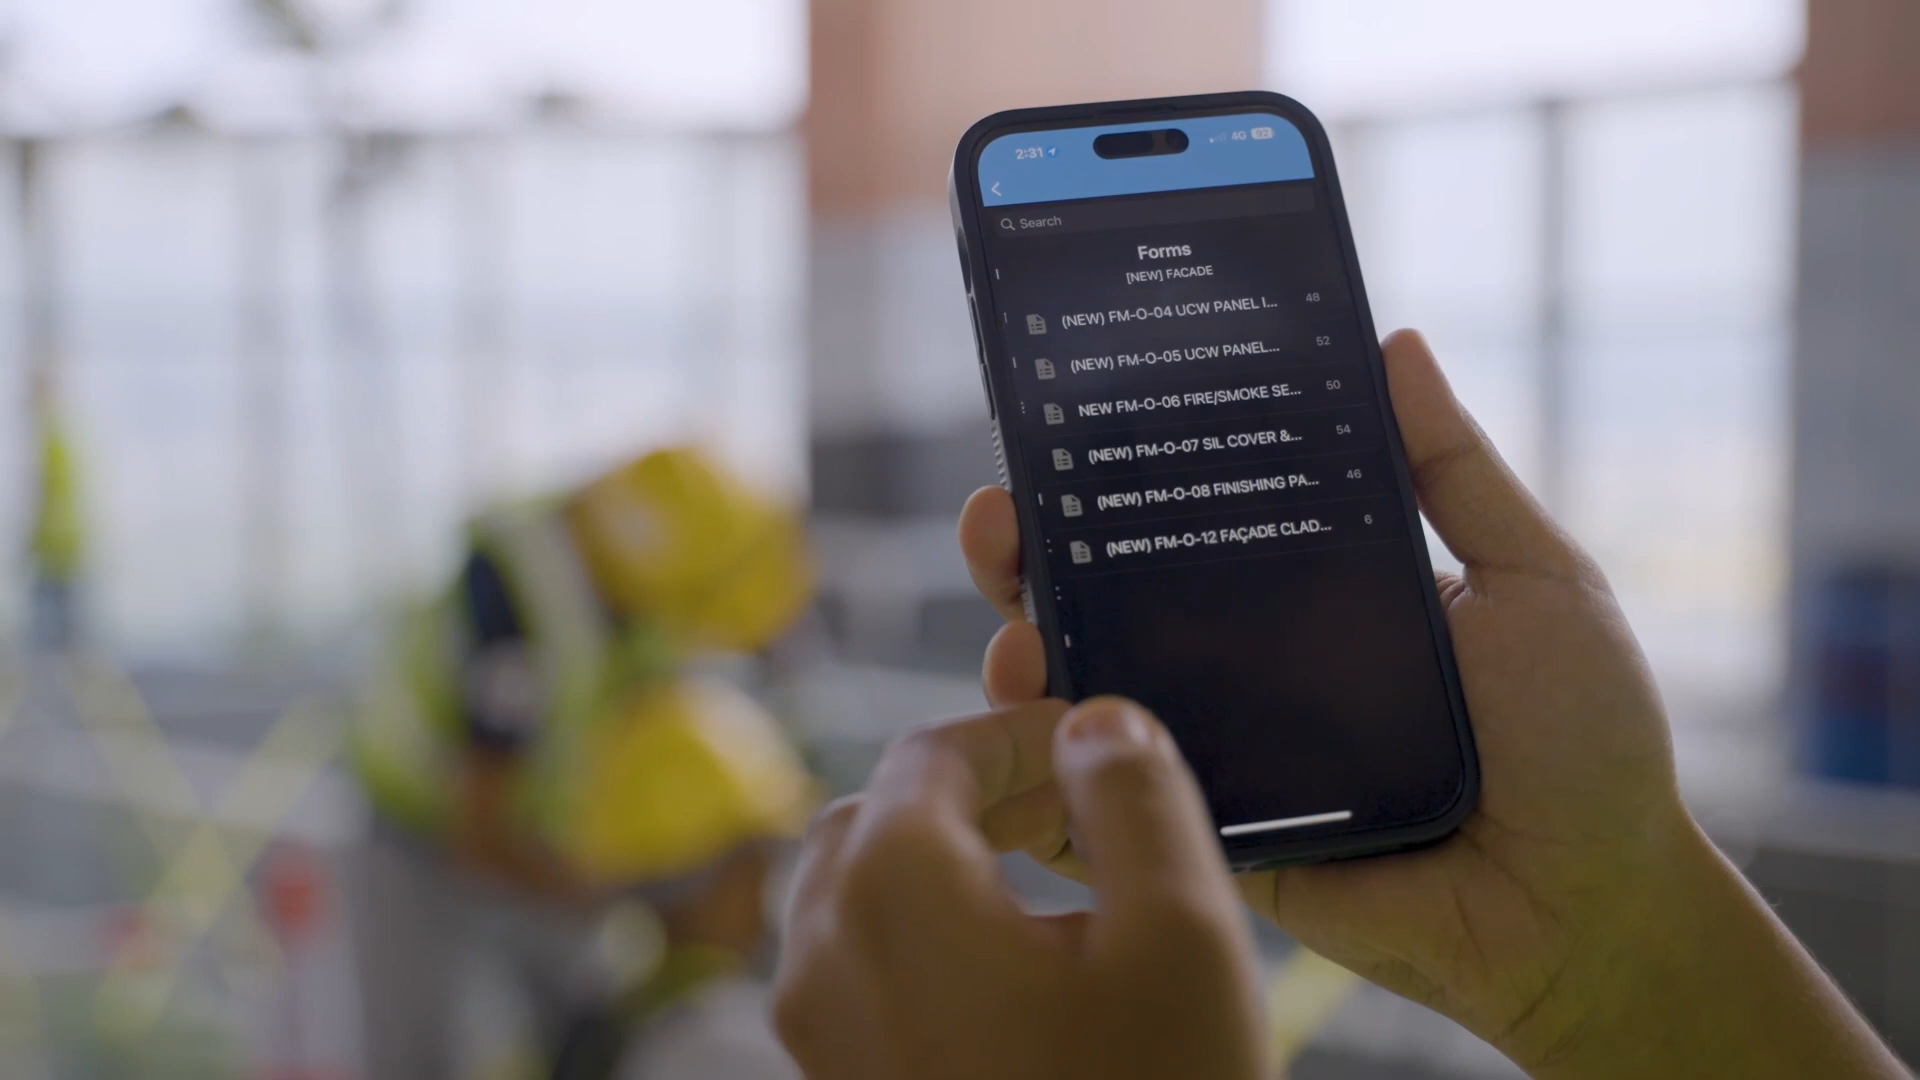 2:31
4G 92
Search
Forms
[NEW] FACADE
(NEW) FM-O-04 UCW PANEL I... 48
(NEW) FM-O-05 UCW PANEL... 52
NEW FM-O-06 FIRE/SMOKE SE... 50
(NEW) FM-O-07 SIL COVER &... 54
(NEW) FM-O-08 FINISHING PA... 46
(NEW) FM-O-12 FAÇADE CLAD... 6